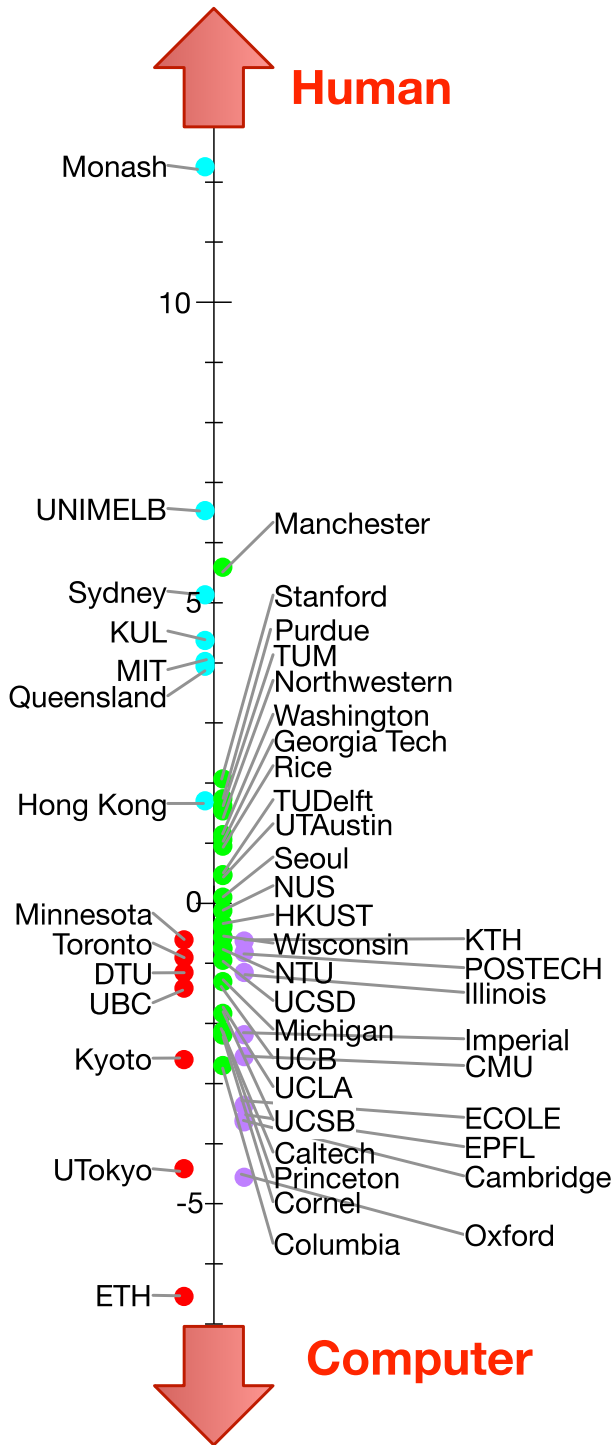 Human
Monash
10
UNIMELB
Manchester
Sydney
5
Stanford
KUL
Purdue
TUM
MIT
Northwestern
Queensland
Washington
Georgia Tech
Rice
Hong Kong
TUDelft
UTAustin
Seoul
NUS
0
Minnesota
HKUST
Toronto
Wisconsin
KTH
DTU
NTU
POSTECH
UBC
UCSD
Illinois
Michigan
Imperial
Kyoto
UCB
CMU
UCLA
UCSB
ECOLE
Caltech
EPFL
UTokyo
Princeton
Cambridge
-5
Cornel
Columbia
Oxford
ETH
Computer